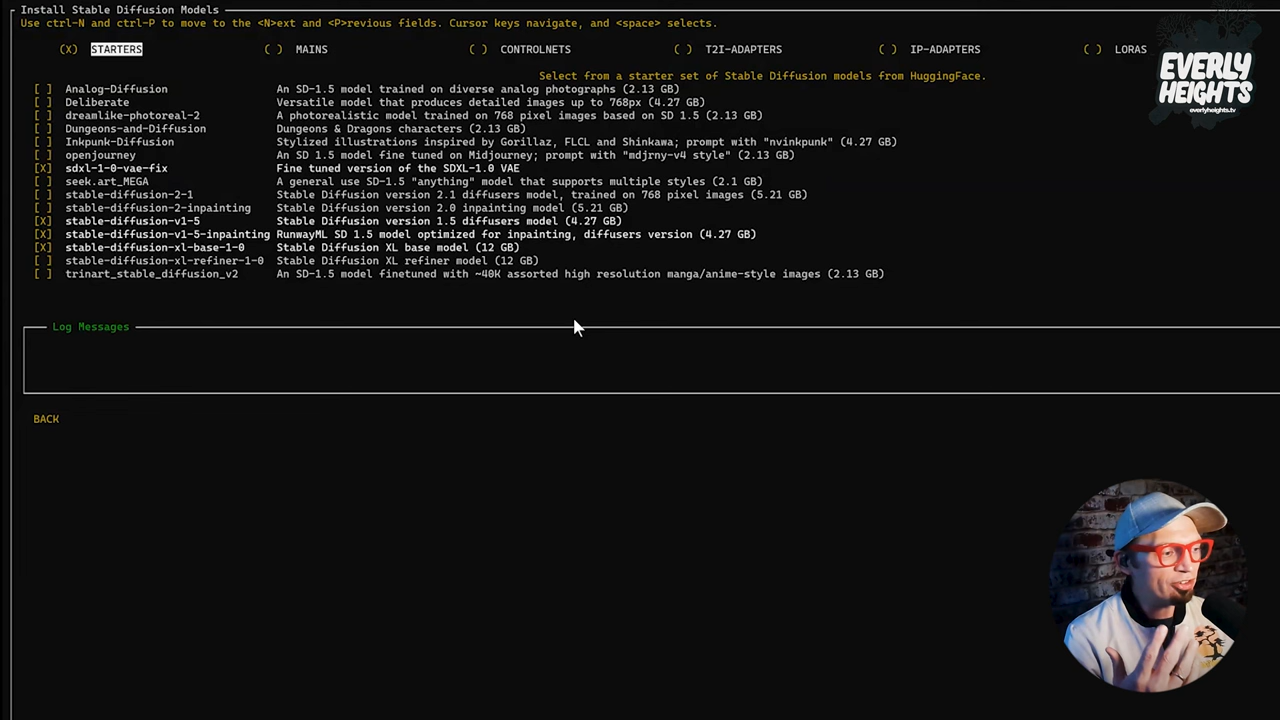 Install Stable Diffusion Models
Use ctrl-N and ctrl-P to move to the <N>ext and <P>revious fields. Cursor keys navigate, and <space> selects.
(X) STARTERS ( ) MAINS ( ) CONTROLNETS ( ) T2I-ADAPTERS ( ) IP-ADAPTERS ( ) LORAS
Select from a starter set of Stable Diffusion models from HuggingFace.
[ ] Analog-Diffusion An SD-1.5 model trained on diverse analog photographs (2.13 GB)
[ ] Deliberate Versatile model that produces detailed images up to 768px (4.27 GB)
[ ] dreamlike-photoreal-2 A photorealistic model trained on 768 pixel images based on SD 1.5 (2.13 GB)
[ ] Dungeons-and-Diffusion Dungeons & Dragons characters (2.13 GB)
[ ] Inkpunk-Diffusion Stylized illustrations inspired by Gorillaz, FLCL and Shinkawa; prompt with "nvinkpunk" (4.27 GB)
[ ] openjourney An SD 1.5 model fine tuned on Midjourney; prompt with "mdjrny-v4 style" (2.13 GB)
[X] sdxl-1-0-vae-fix Fine tuned version of the SDXL-1.0 VAE
[ ] seek.art_MEGA A general use SD-1.5 "anything" model that supports multiple styles (2.1 GB)
[ ] stable-diffusion-2-1 Stable Diffusion version 2.1 diffusers model, trained on 768 pixel images (5.21 GB)
[ ] stable-diffusion-2-inpainting Stable Diffusion version 2.0 inpainting model (5.21 GB)
[X] stable-diffusion-v1-5 Stable Diffusion version 1.5 diffusers model (4.27 GB)
[X] stable-diffusion-v1-5-inpainting RunwayML SD 1.5 model optimized for inpainting, diffusers version (4.27 GB)
[X] stable-diffusion-xl-base-1-0 Stable Diffusion XL base model (12 GB)
[ ] stable-diffusion-xl-refiner-1-0 Stable Diffusion XL refiner model (12 GB)
[ ] trinart_stable_diffusion_v2 An SD-1.5 model finetuned with ~40K assorted high resolution manga/anime-style images (2.13 GB)
Log Messages
BACK
EVERLY
HEIGHTS
everlyheights.tv